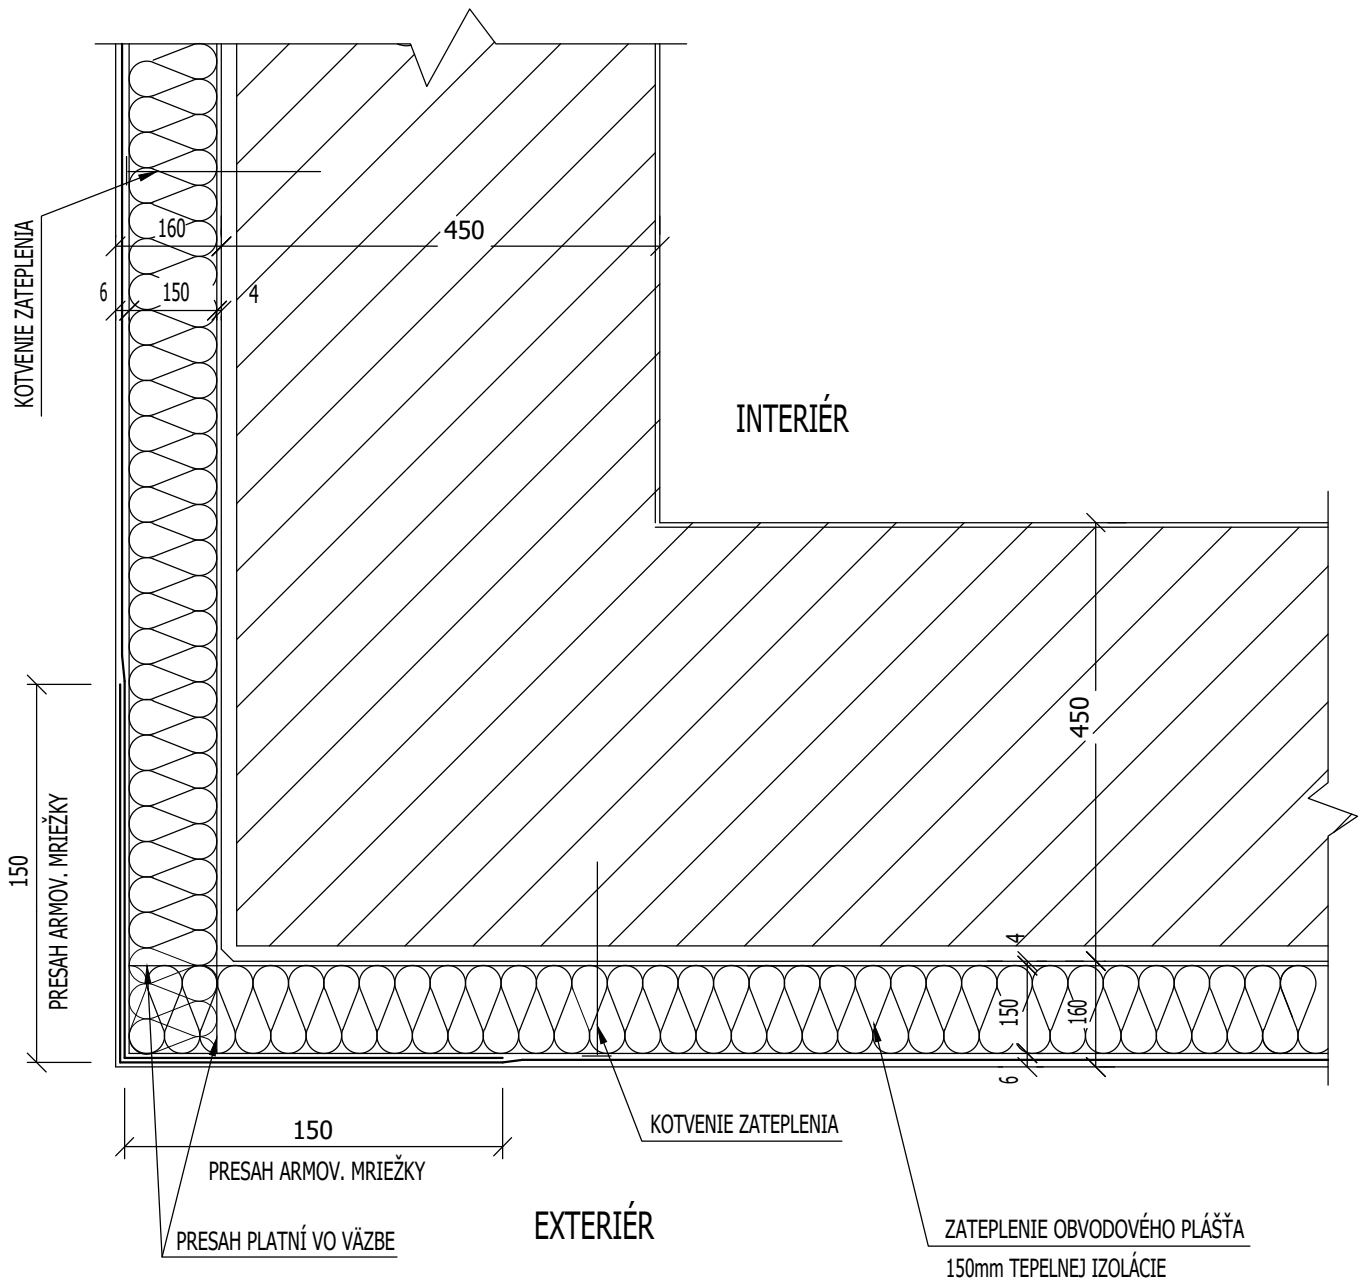 160
450
6
150
4
KOTVENIE ZATEPLENIA
INTERIÉR
450
150
PRESAH ARMOV. MRIEŽKY
4
150
160
6
150
PRESAH ARMOV. MRIEŽKY
KOTVENIE ZATEPLENIA
EXTERIÉR
PRESAH PLATNÍ VO VÄZBE
ZATEPLENIE OBVODOVÉHO PLÁŠŤA
150mm TEPELNEJ IZOLÁCIE